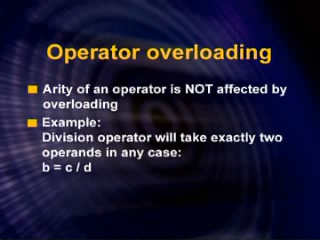 Operator overloading
Arity of an operator is NOT affected by
overloading
Example:
Division operator will take exactly two
operands in any case:
b = c / d